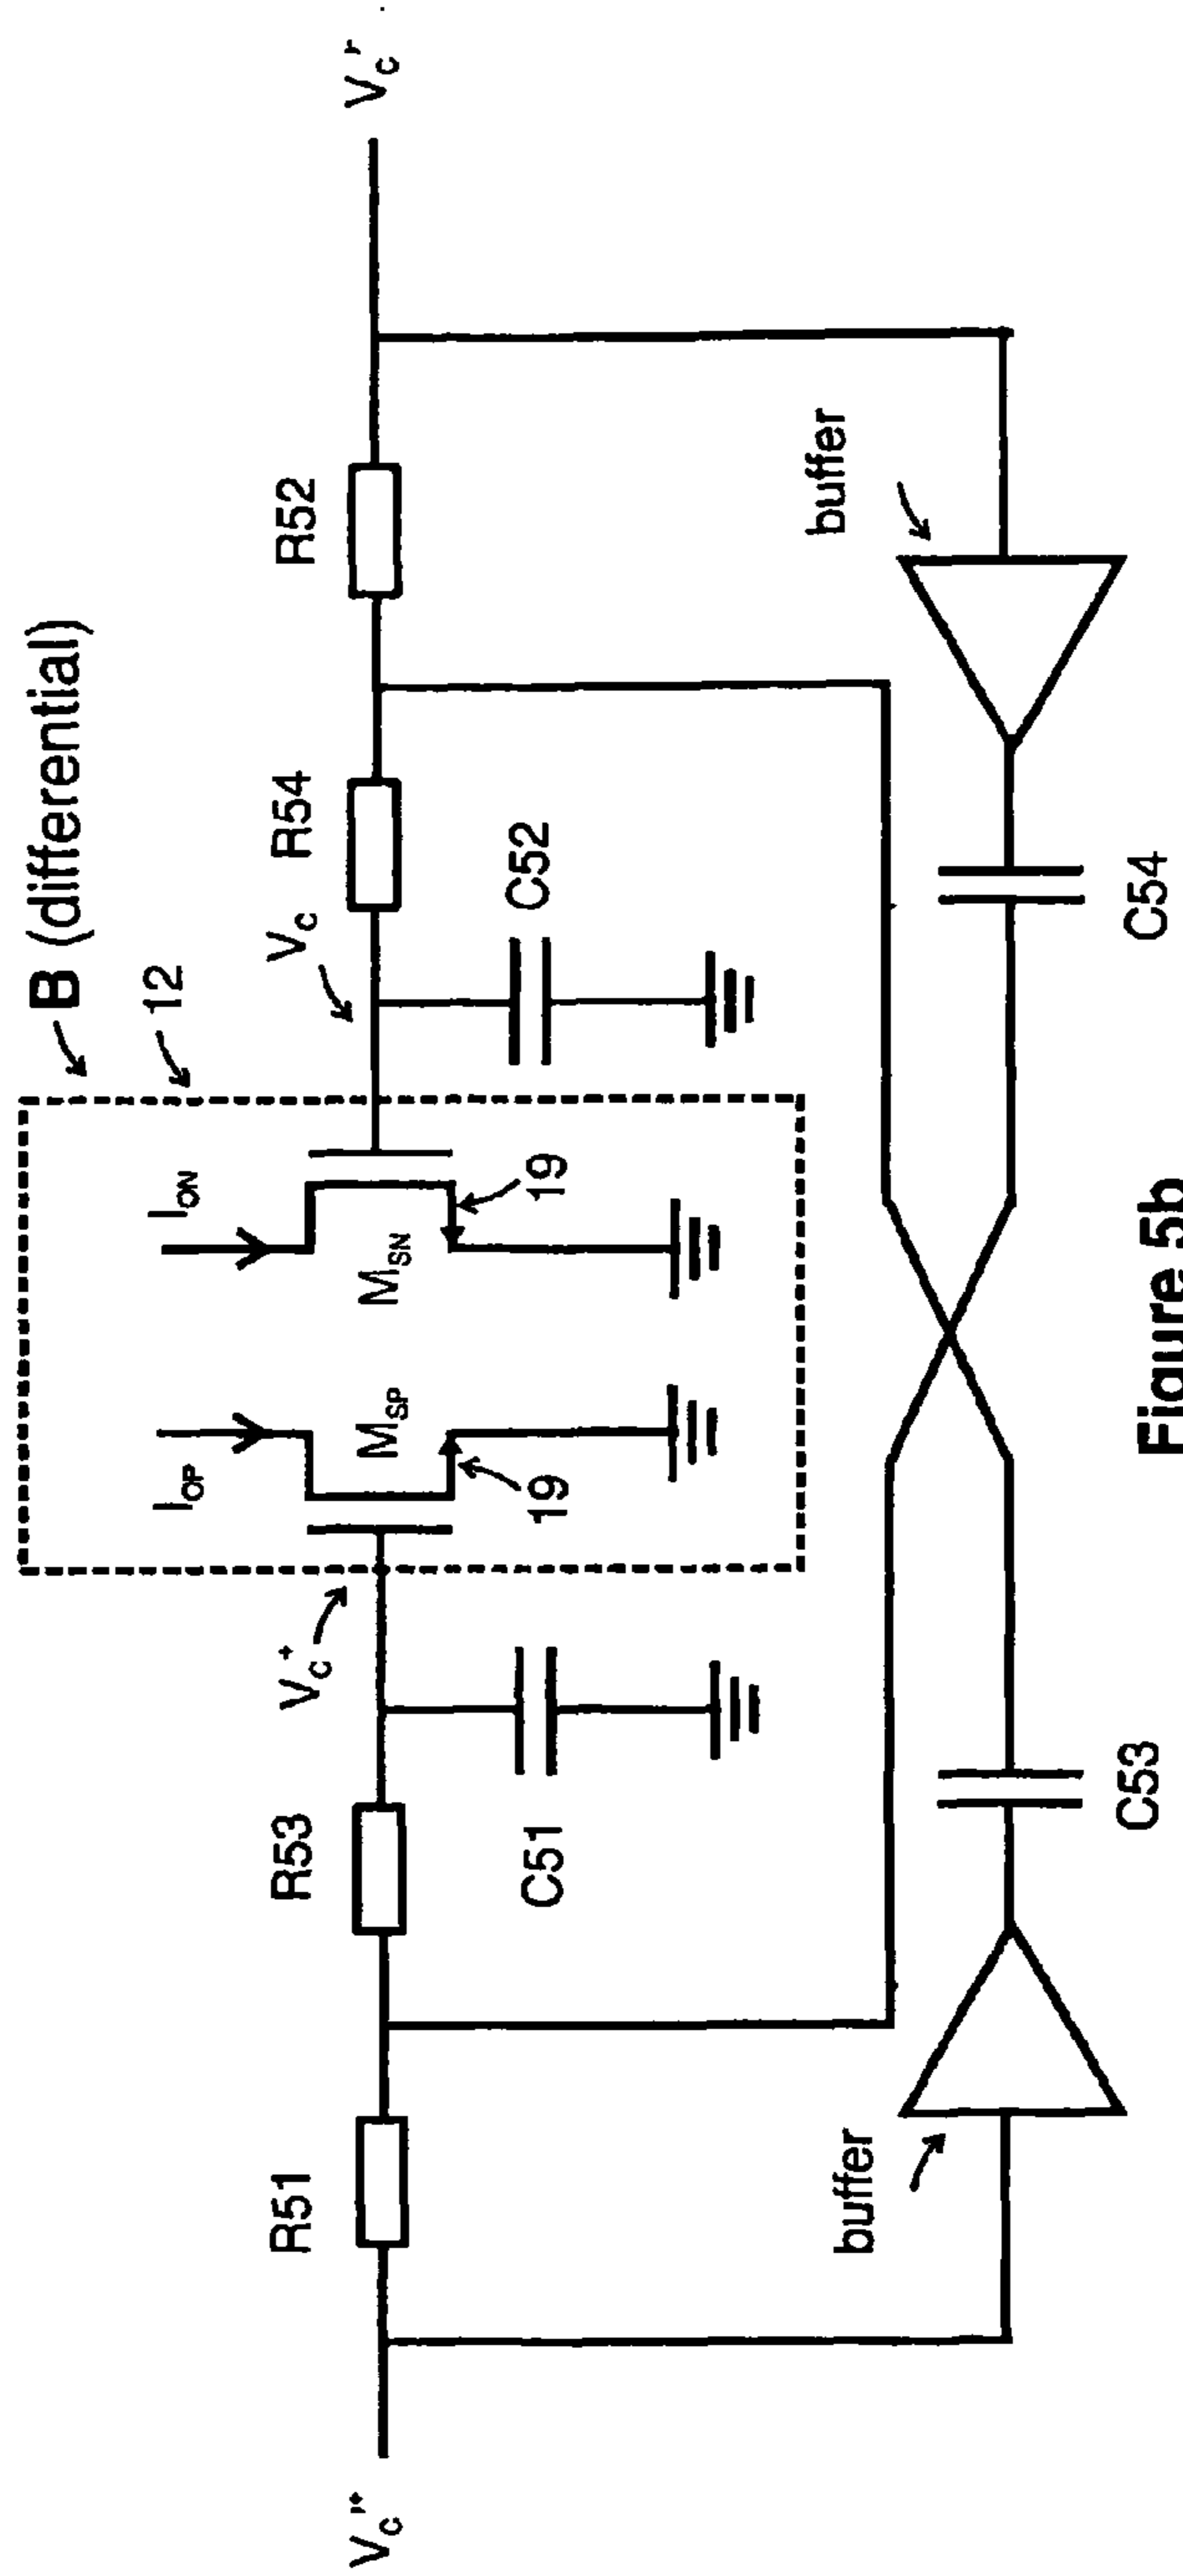 B (differential)
12
I_OP
I_ON
M_SP
M_SN
19
19
V_c'+
R51
R53
V_c+
C51
V_c
R54
C52
R52
V_c'-
buffer
C53
C54
buffer
Figure 5b